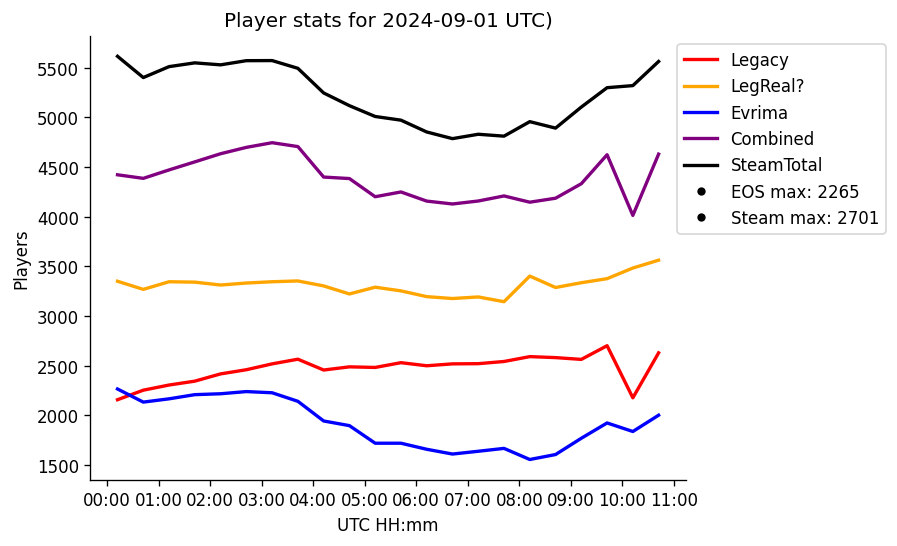 Player stats for 2024-09-01 UTC)
Players
5500
5000
4500
4000
3500
3000
2500
2000
1500
00:00 01:00 02:00 03:00 04:00 05:00 06:00 07:00 08:00 09:00 10:00 11:00
UTC HH:mm
Legacy
LegReal?
Evrima
Combined
SteamTotal
EOS max: 2265
Steam max: 2701